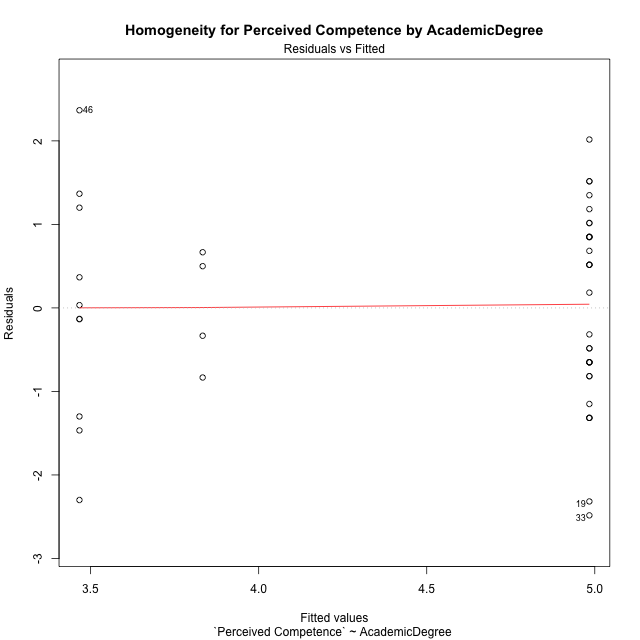 Homogeneity for Perceived Competence by AcademicDegree
Residuals vs Fitted
46
2
1
0
-1
-2
-3
Residuals
19
33
3.5 4.0 4.5 5.0
Fitted values
`Perceived Competence` ~ AcademicDegree